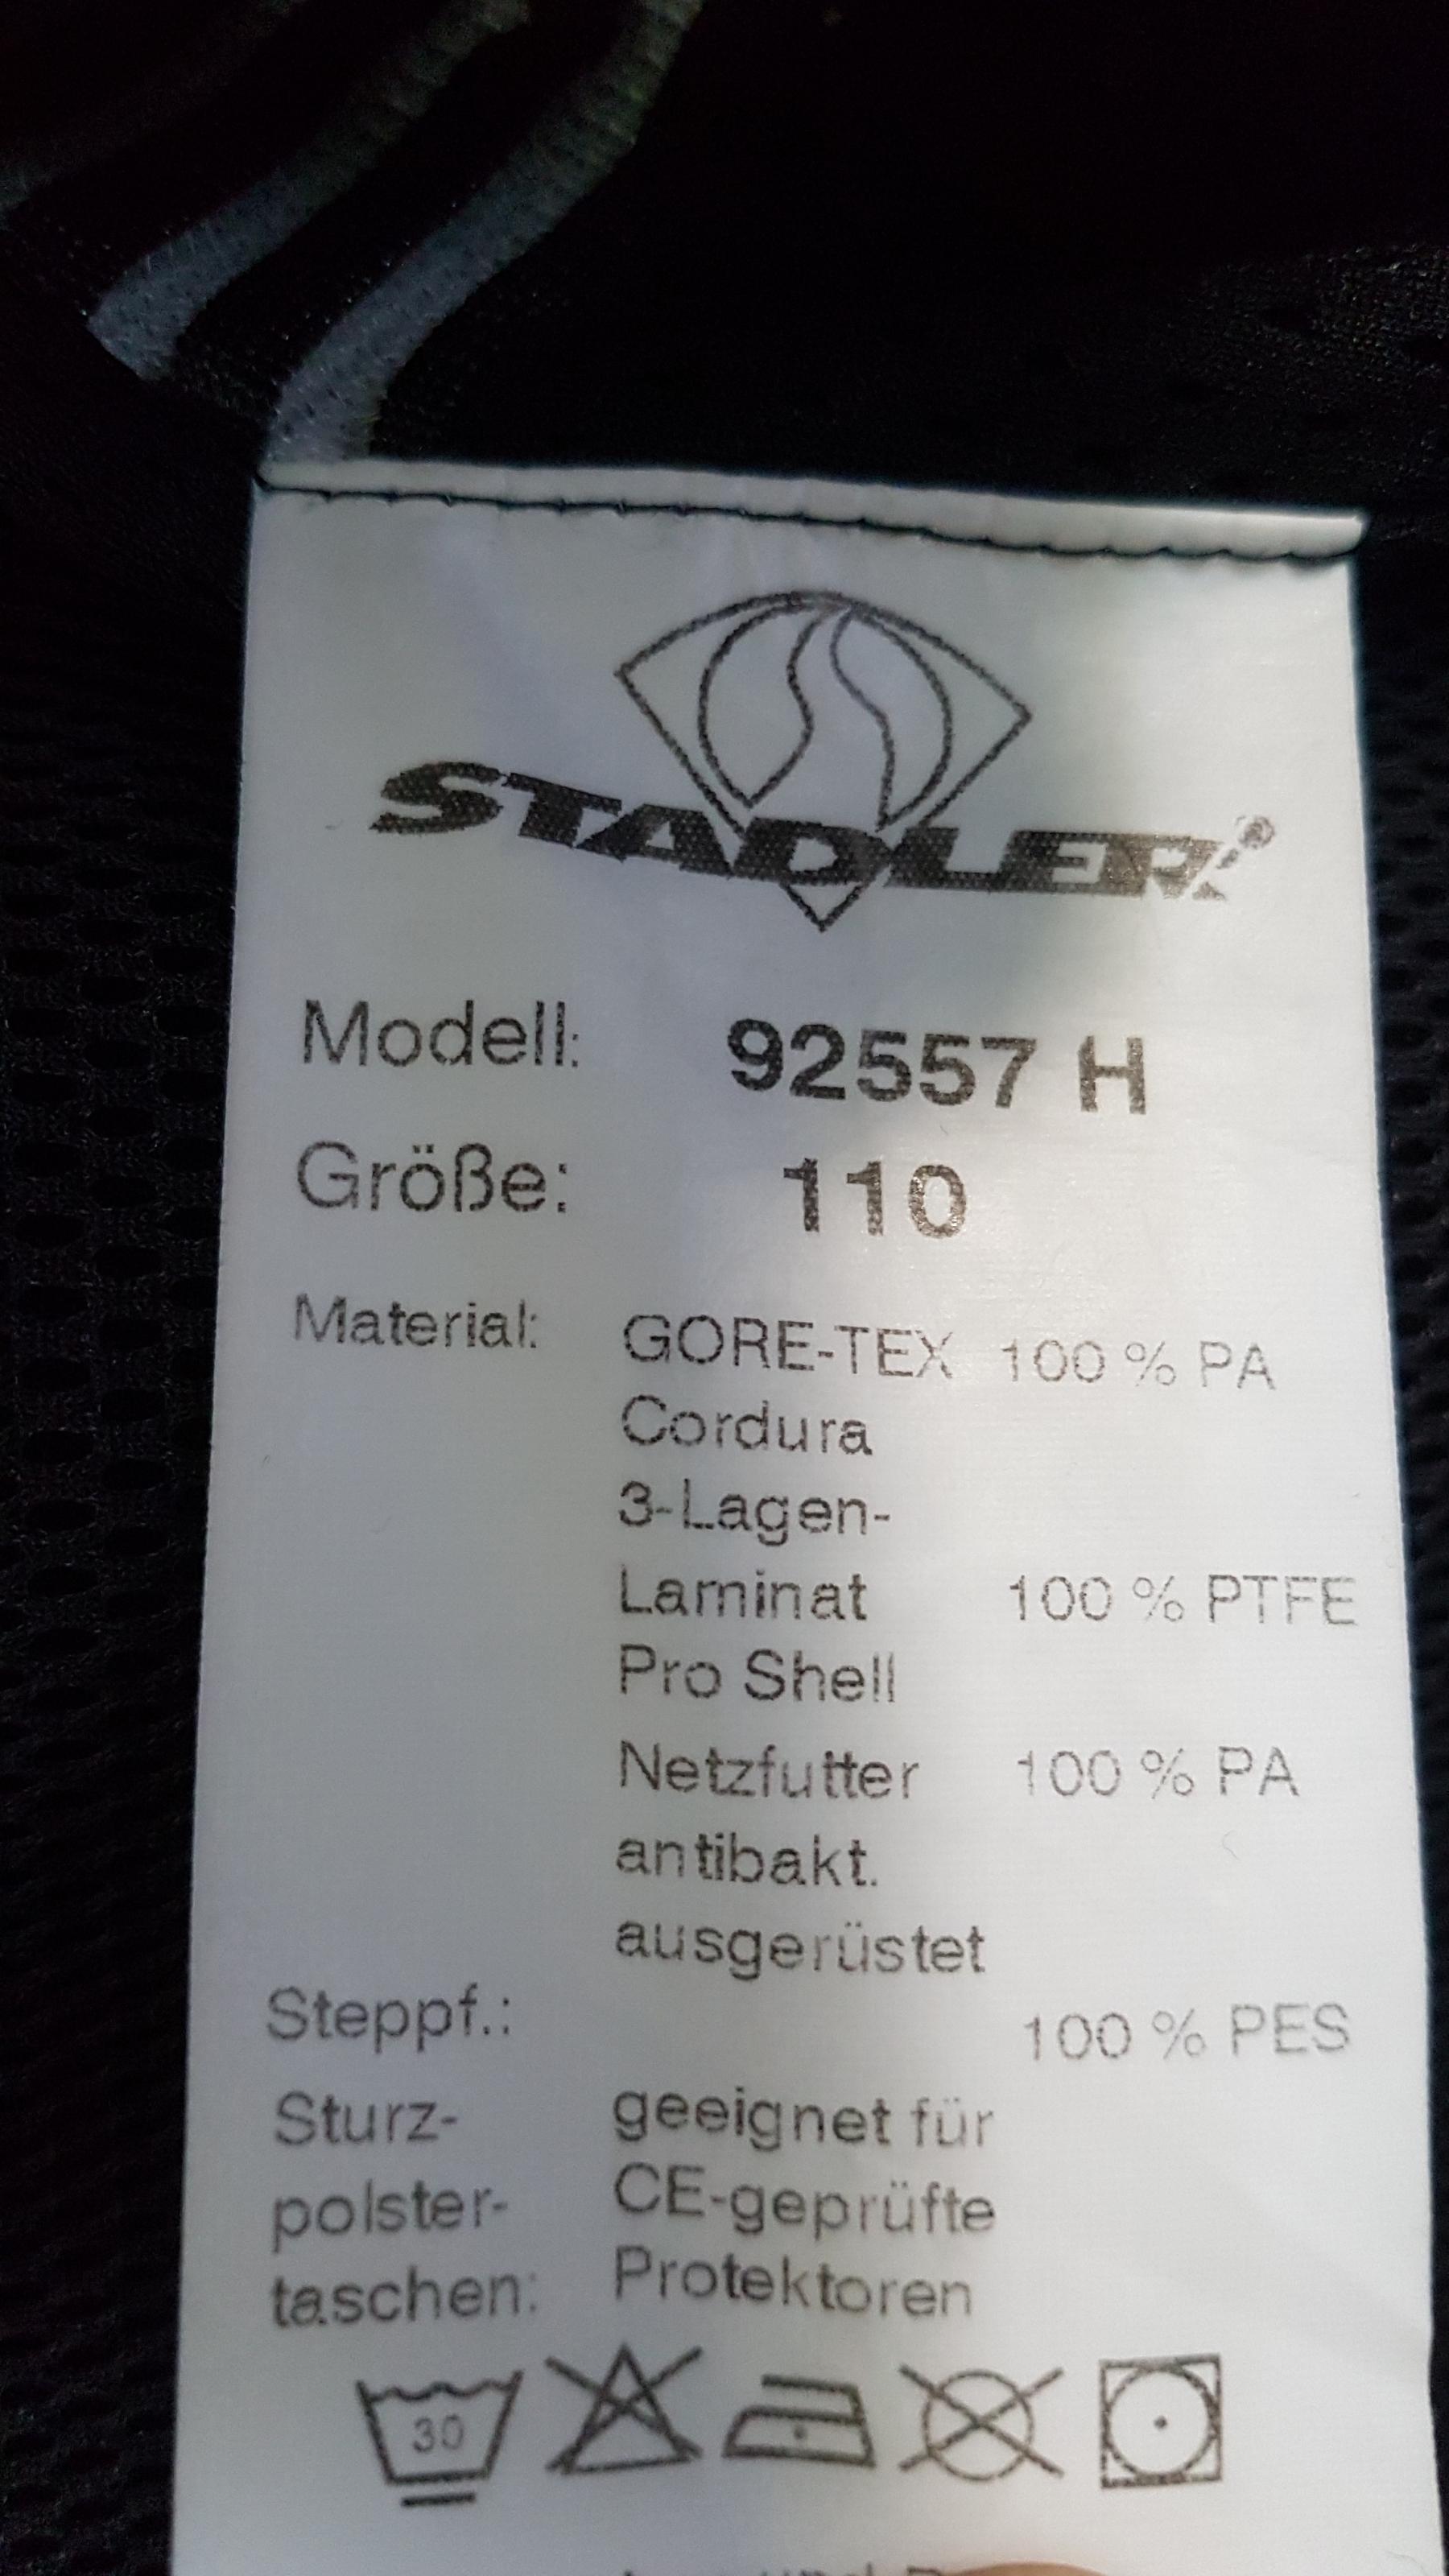 STADLER®
Modell: 92557 H
Größe: 110
Material: GORE-TEX 100 % PA
Cordura
3-Lagen-
Laminat 100 % PTFE
Pro Shell
Netzfutter 100 % PA
antibakt.
ausgerüstet
Steppf.: 100 % PES
Sturz- geeignet für
polster- CE-geprüfte
taschen: Protektoren
30